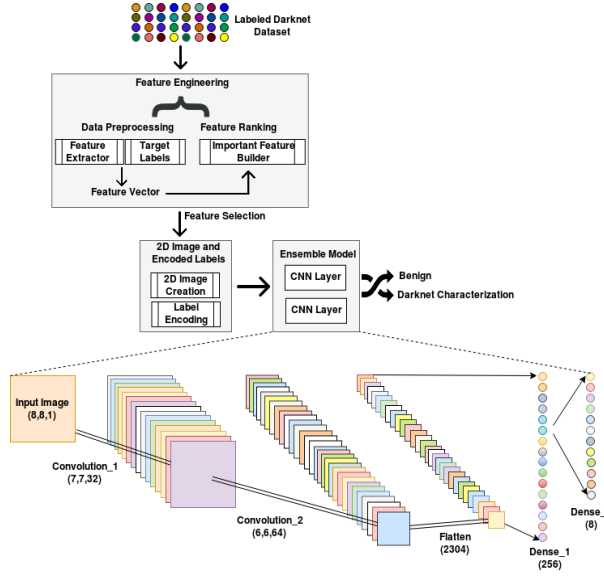 Labeled Darknet
Dataset
Feature Engineering
Data Preprocessing
Feature Ranking
Feature
Extractor
Target
Labels
Important Feature
Builder
Feature Vector
Feature Selection
2D Image and
Encoded Labels
2D Image
Creation
Label
Encoding
Ensemble Model
CNN Layer
CNN Layer
Benign
Darknet Characterization
Input Image
(8,8,1)
Convolution_1
(7,7,32)
Convolution_2
(6,6,64)
Flatten
(2304)
Dense_1
(256)
Dense_
(8)